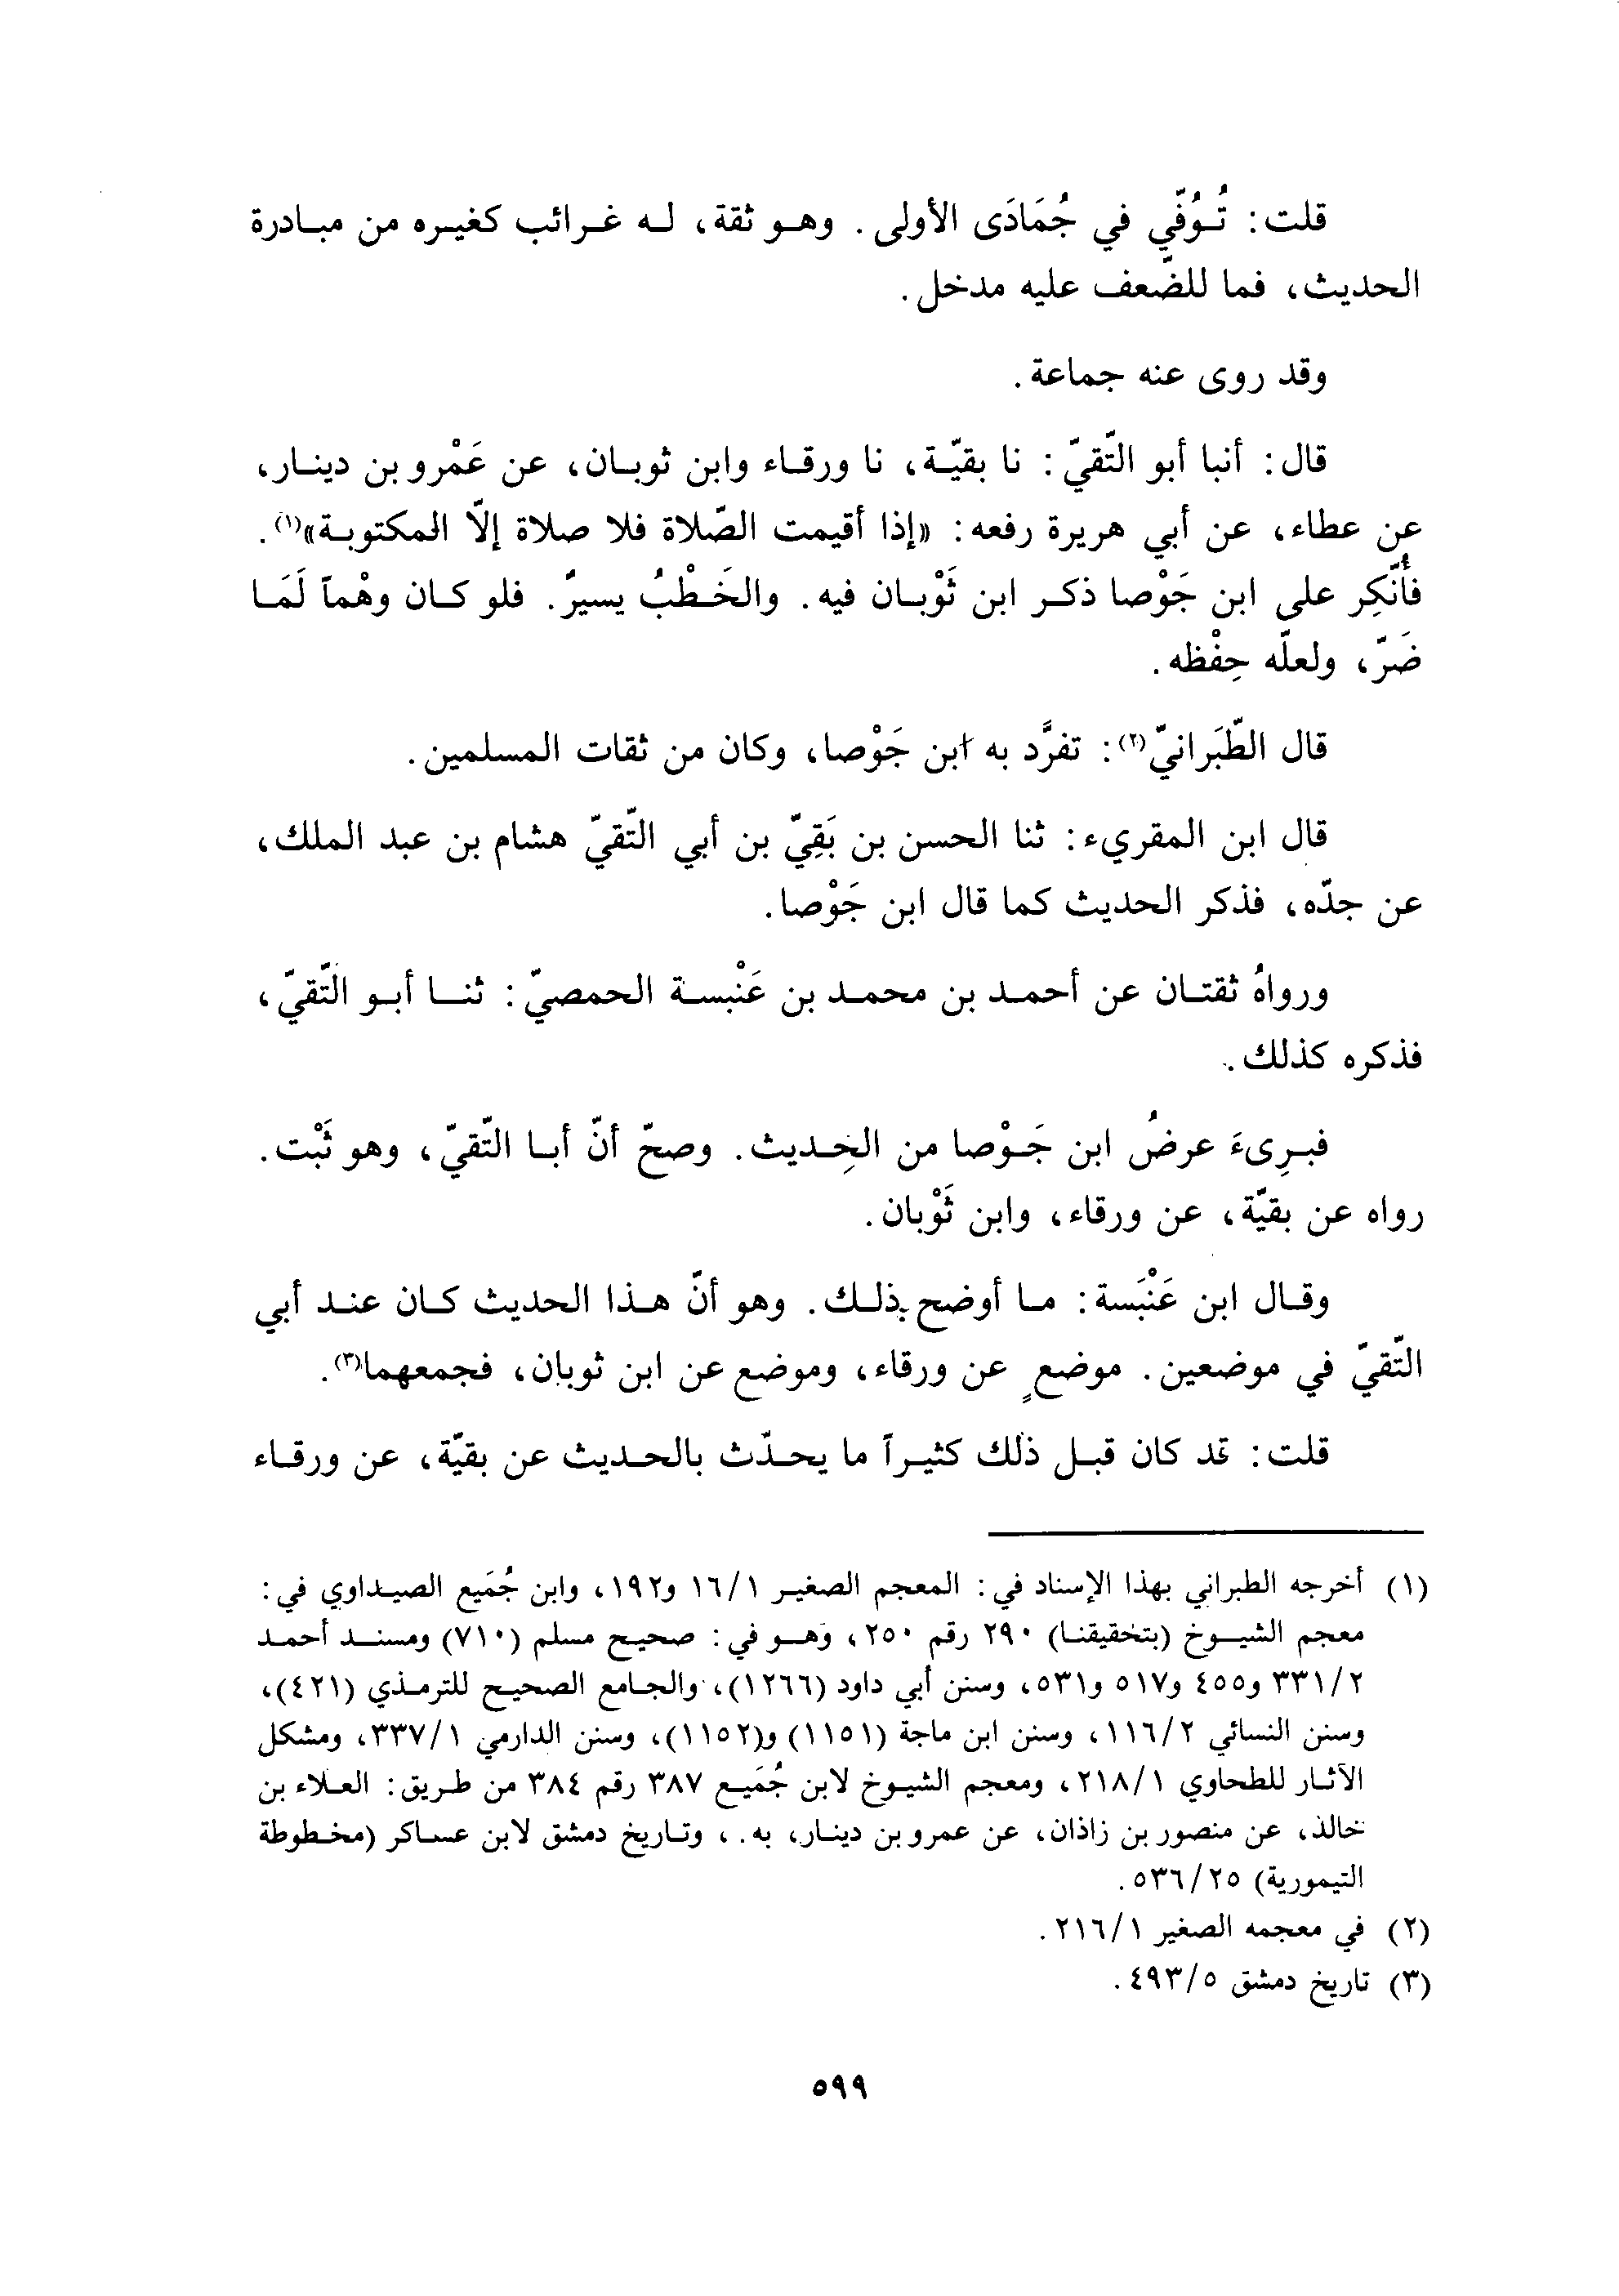 قلت: تُوُفّي في جُمَادَى الأولى. وهو ثقة، له غرائب كغيره من مبادرة
الحديث، فما للضّعف عليه مدخل.
وقد روى عنه جماعة.
قال: أنبا أبو التّقيّ: نا بقيّة، نا ورقاء وابن ثوبان، عن عَمْرو بن دينار،
عن عطاء، عن أبي هريرة رفعه: «إذا أقيمت الصّلاة فلا صلاة إلّا المكتوبة»(١).
فأُنّكِر على ابن جَوْصا ذكر ابن ثَوْبان فيه. والخَطْبُ يسيرٌ. فلو كان وهْماً لَمَا
ضَرّ، ولعلّه حِفْظه.
قال الطّبَرانيّ(٢): تفرَّد به ابن جَوْصا، وكان من ثقات المسلمين.
قال ابن المقريء: ثنا الحسن بن بَقِيّ بن أبي التّقيّ هشام بن عبد الملك،
عن جدّه، فذكر الحديث كما قال ابن جَوْصا.
ورواهُ ثقتان عن أحمد بن محمد بن عَنْبسة الحمصيّ: ثنا أبو التّقيّ،
فذكره كذلك.
فبرِىءَ عرضُ ابن جَوْصا من الحديث. وصحّ أنّ أبا التّقيّ، وهو ثَبْت.
رواه عن بقيّة، عن ورقاء، وابن ثَوْبان.
وقال ابن عَنْبَسة: ما أوضح بذلك. وهو أنّ هذا الحديث كان عند أبي
التّقيّ في موضعين. موضعٍ عن ورقاء، وموضع عن ابن ثوبان، فجمعهما(٣).
قلت: قد كان قبل ذلك كثيراً ما يحدّث بالحديث عن بقيّة، عن ورقاء
(١) أخرجه الطبراني بهذا الإسناد في: المعجم الصغير ١/١٦ و١٩٢، وابن جُمَيع الصيداوي في:
معجم الشيوخ (بتحقيقنا) ٢٩٠ رقم ٢٥٠، وهو في: صحيح مسلم (٧١٠) ومسند أحمد
٢/٣٣١ و٤٥٥ و٥١٧ و٥٣١، وسنن أبي داود (١٢٦٦)، والجامع الصحيح للترمذي (٤٢١)،
وسنن النسائي ٢/١١٦، وسنن ابن ماجة (١١٥١) و(١١٥٢)، وسنن الدارمي ١/٣٣٧، ومشكل
الآثار للطحاوي ١/٢١٨، ومعجم الشيوخ لابن جُمَيع ٣٨٧ رقم ٣٨٤ من طريق: العلاء بن
خالد، عن منصور بن زاذان، عن عمرو بن دينار، به.، وتاريخ دمشق لابن عساكر (مخطوطة
التيمورية) ٢٥/٥٣٦.
(٢) في معجمه الصغير ١/٢١٦.
(٣) تاريخ دمشق ٥/٤٩٣.
٥٩٩